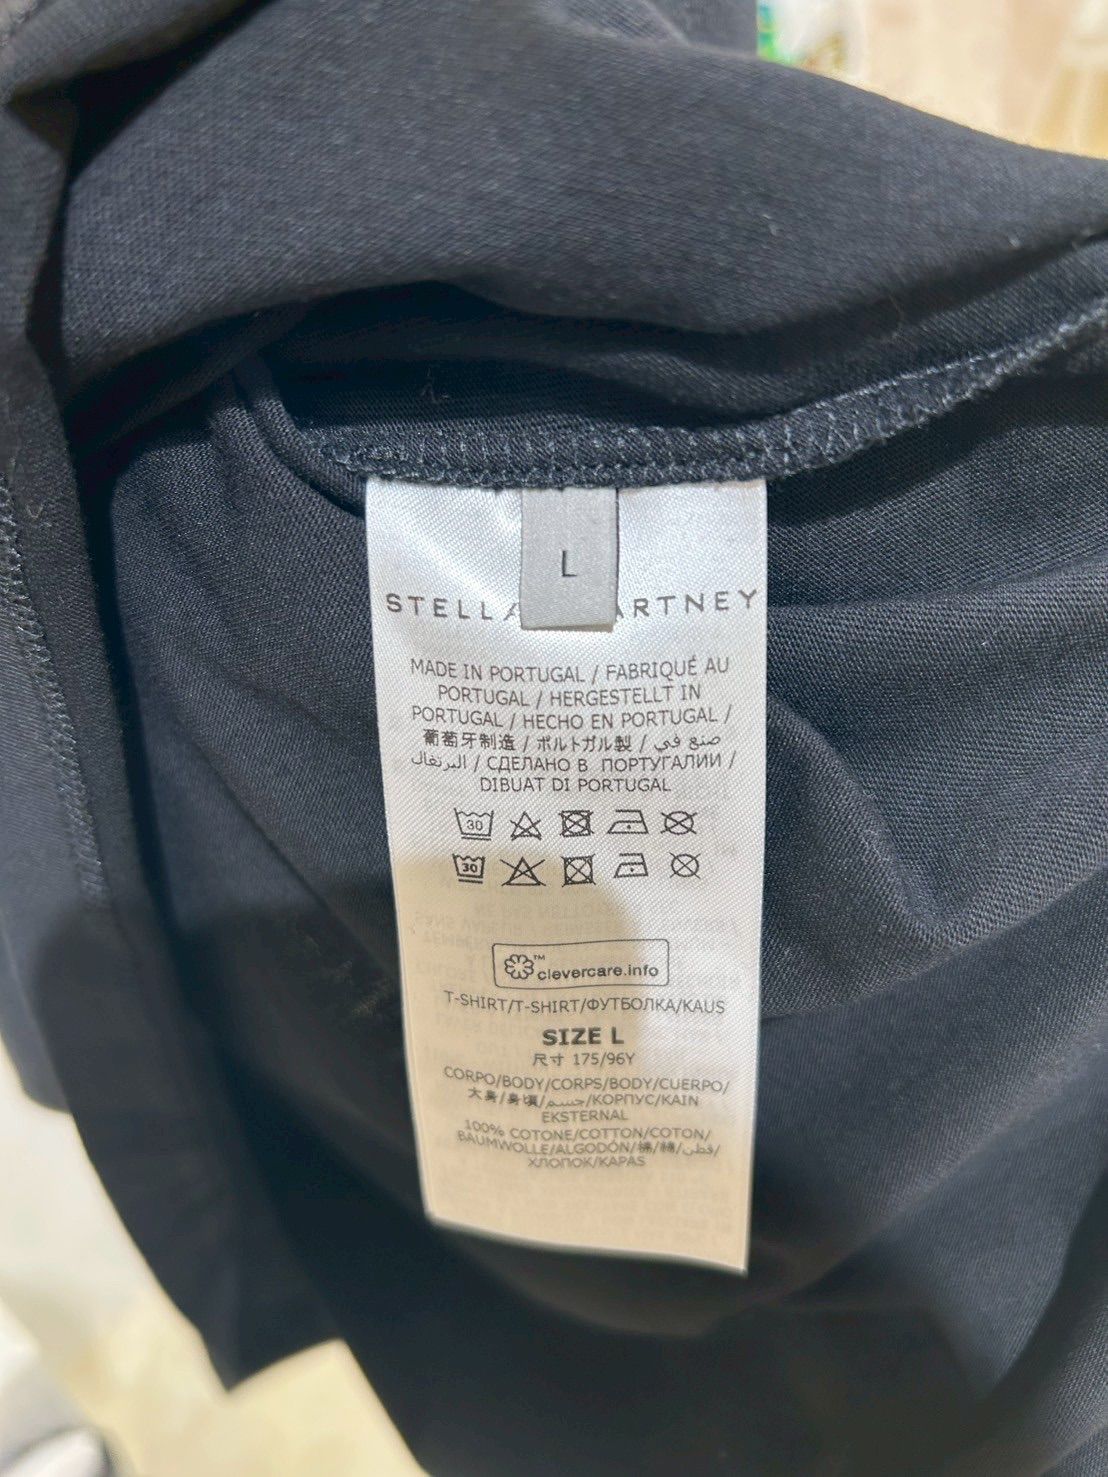 L
STELLA ARTNEY
MADE IN PORTUGAL / FABRIQUÉ AU
PORTUGAL / HERGESTELLT IN
PORTUGAL / HECHO EN PORTUGAL /
葡萄牙制造 / ポルトガル製 / صنع في
البرتغال / СДЕЛАНО В ПОРТУГАЛИИ /
DIBUAT DI PORTUGAL
30
30
™ clevercare.info
T-SHIRT/T-SHIRT/ФУТБОЛКА/KAUS
SIZE L
尺寸 175/96Y
CORPO/BODY/CORPS/BODY/CUERPO/
大身/身頃/جسم/КОРПУС/KAIN
EKSTERNAL
100% COTONE/COTTON/COTON/
BAUMWOLLE/ALGODÓN/棉/綿/قطن/
ХЛОПОК/KAPAS